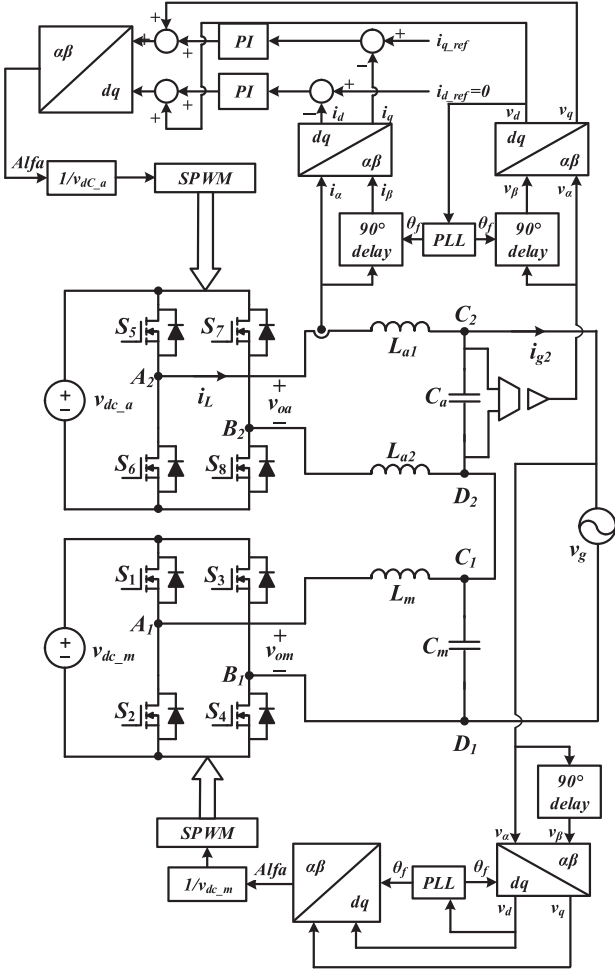 αβ
dq
+
+
+
+
PI
PI
+
−
+
−
i_q_ref
i_d_ref=0
i_d
i_q
v_d
v_q
dq
αβ
dq
αβ
Alfa
1/v_dC_a
SPWM
i_α
i_β
v_β
v_α
90°
delay
θ_f
PLL
θ_f
90°
delay
S_5
S_7
A_2
i_L
+
v_oa
−
B_2
v_dc_a
+
−
S_6
S_8
L_a1
C_2
i_g2
C_a
L_a2
D_2
v_g
S_1
S_3
A_1
+
v_om
−
B_1
v_dc_m
+
−
S_2
S_4
L_m
C_1
C_m
D_1
SPWM
1/v_dc_m
Alfa
αβ
dq
θ_f
PLL
θ_f
90°
delay
v_α
v_β
αβ
dq
v_d
v_q